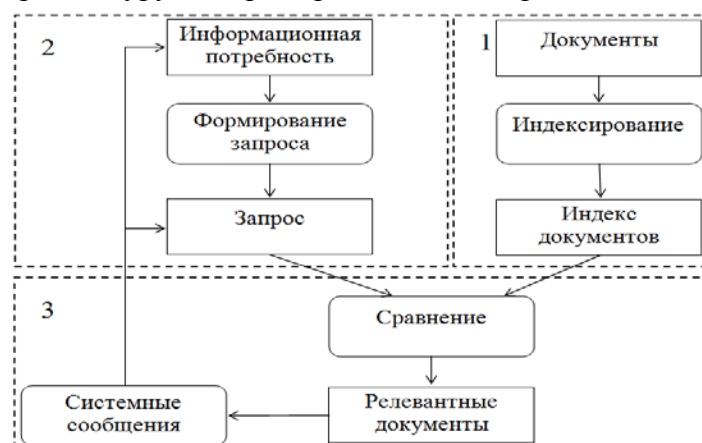 2
Информационная
потребность
Формирование
запроса
Запрос
1
Документы
Индексирование
Индекс
документов
3
Сравнение
Релевантные
документы
Системные
сообщения